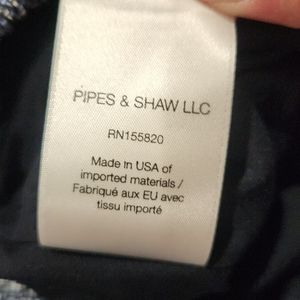 PIPES & SHAW LLC
RN155820
Made in USA of
imported materials /
Fabriqué aux EU avec
tissu importé